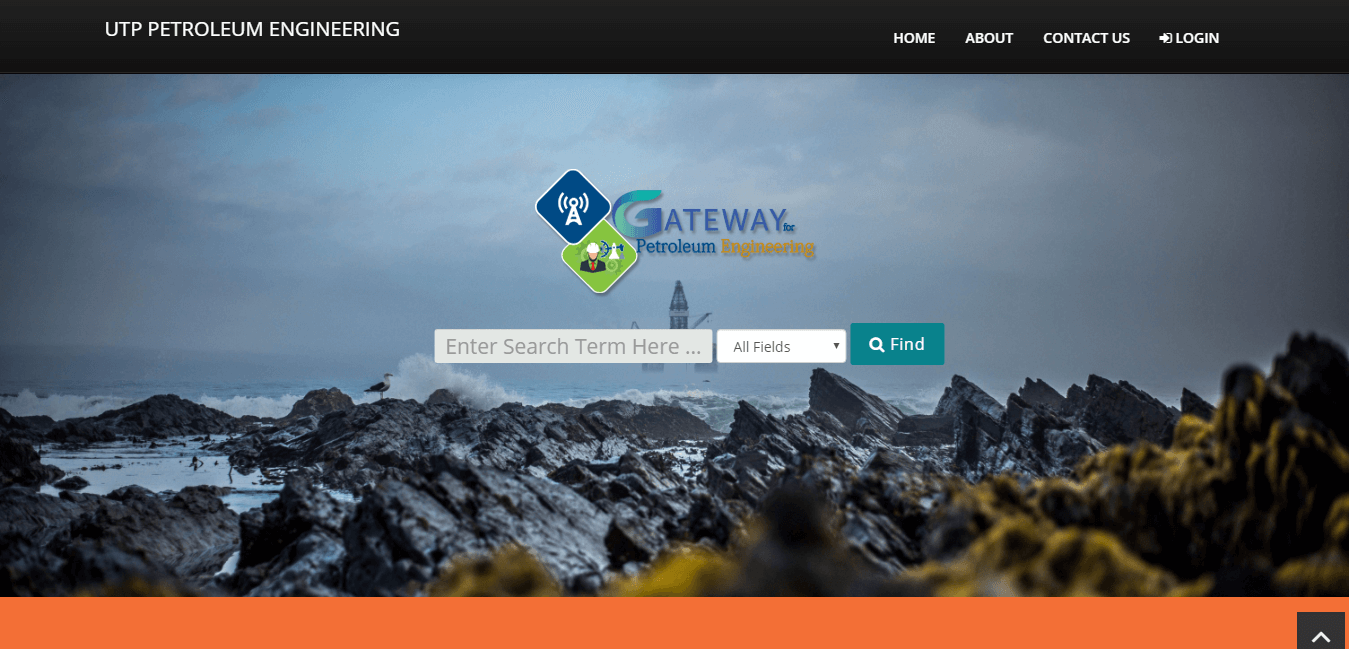 UTP PETROLEUM ENGINEERING
HOME ABOUT CONTACT US LOGIN
GATEWAY for
Petroleum Engineering
Enter Search Term Here ... All Fields Find